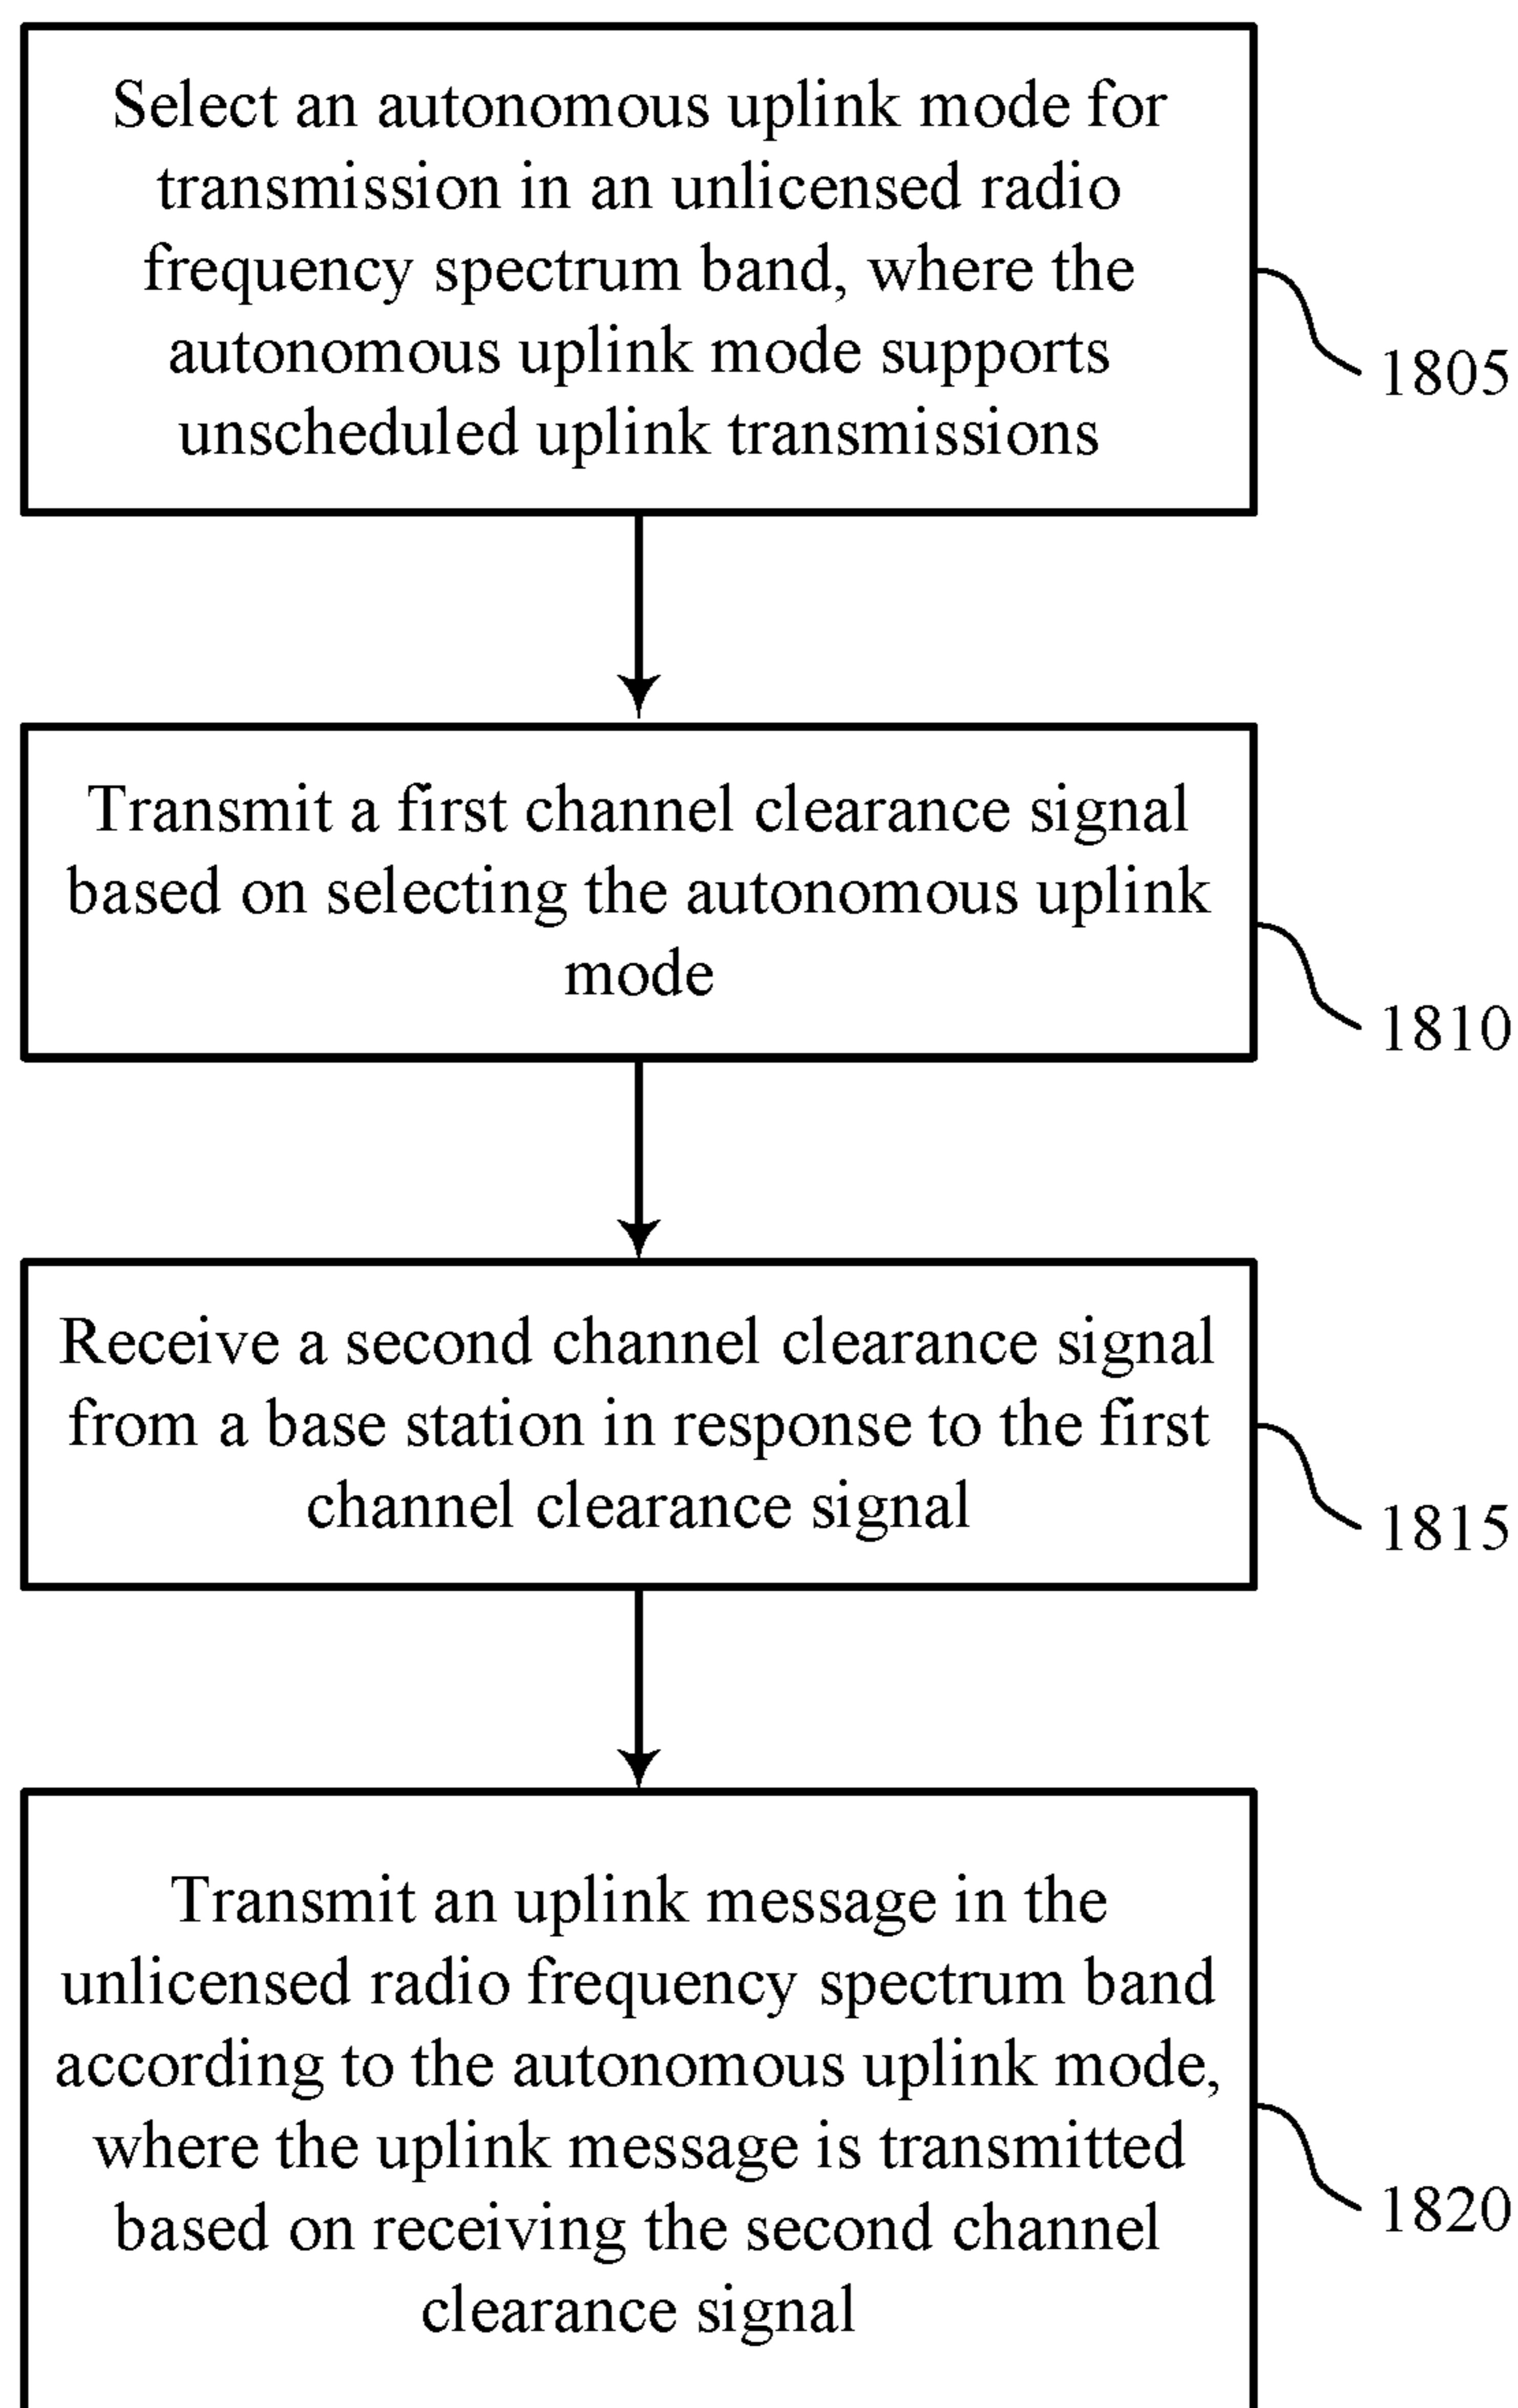 Select an autonomous uplink mode for
transmission in an unlicensed radio
frequency spectrum band, where the
autonomous uplink mode supports
unscheduled uplink transmissions
1805
Transmit a first channel clearance signal
based on selecting the autonomous uplink
mode
1810
Receive a second channel clearance signal
from a base station in response to the first
channel clearance signal
1815
Transmit an uplink message in the
unlicensed radio frequency spectrum band
according to the autonomous uplink mode,
where the uplink message is transmitted
based on receiving the second channel
clearance signal
1820